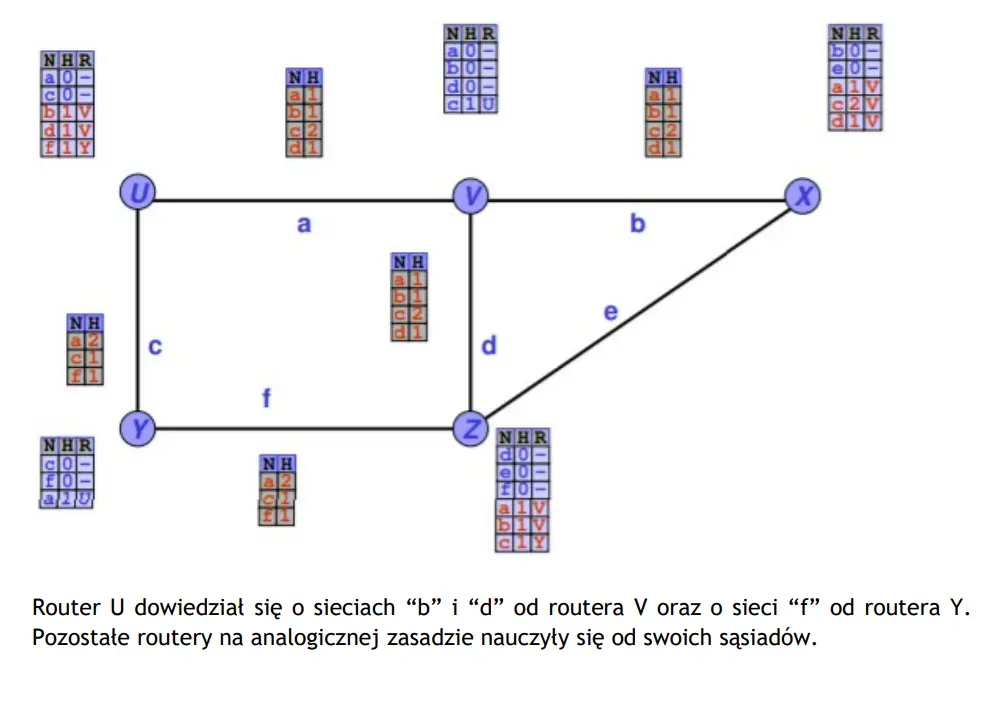 N H R
a 0 -
b 0 -
d 0 -
c 1 U
N H R
b 0 -
e 0 -
a 1 V
c 2 V
d 1 V
N H R
a 0 -
c 0 -
b 1 V
d 1 V
f 1 Y
N H
a 1
b 1
c 2
d 1
N H
a 1
b 1
c 2
d 1
U
V
X
a
b
N H
a 1
b 1
c 2
d 1
e
N H
a 2
c 1
f 1
c
d
f
Y
Z
N H R
c 0 -
f 0 -
a 1 U
N H
a 2
c 1
f 1
N H R
d 0 -
e 0 -
f 0 -
a 1 V
b 1 V
c 1 Y
Router U dowiedział się o sieciach “b” i “d” od routera V oraz o sieci “f” od routera Y.
Pozostałe routery na analogicznej zasadzie nauczyły się od swoich sąsiadów.